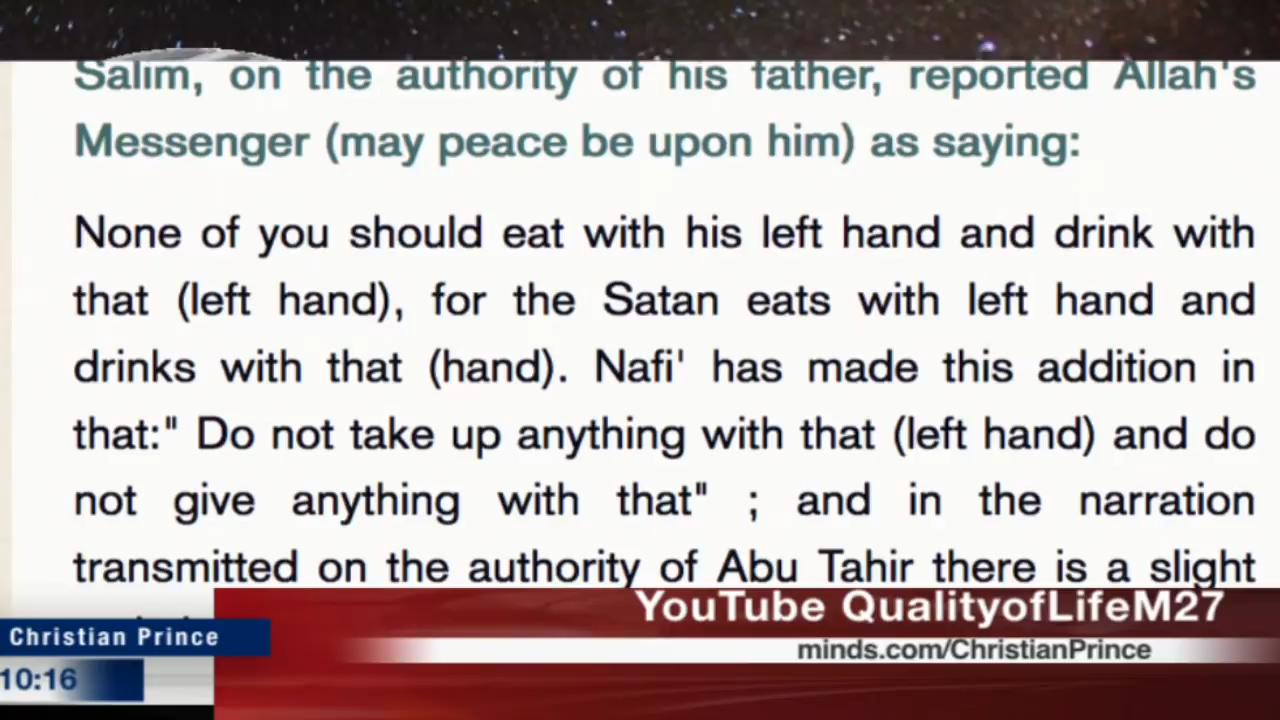 Salim, on the authority of his father, reported Allah's
Messenger (may peace be upon him) as saying:
None of you should eat with his left hand and drink with
that (left hand), for the Satan eats with left hand and
drinks with that (hand). Nafi' has made this addition in
that:" Do not take up anything with that (left hand) and do
not give anything with that" ; and in the narration
transmitted on the authority of Abu Tahir there is a slight
YouTube QualityofLifeM27
Christian Prince
minds.com/ChristianPrince
10:16